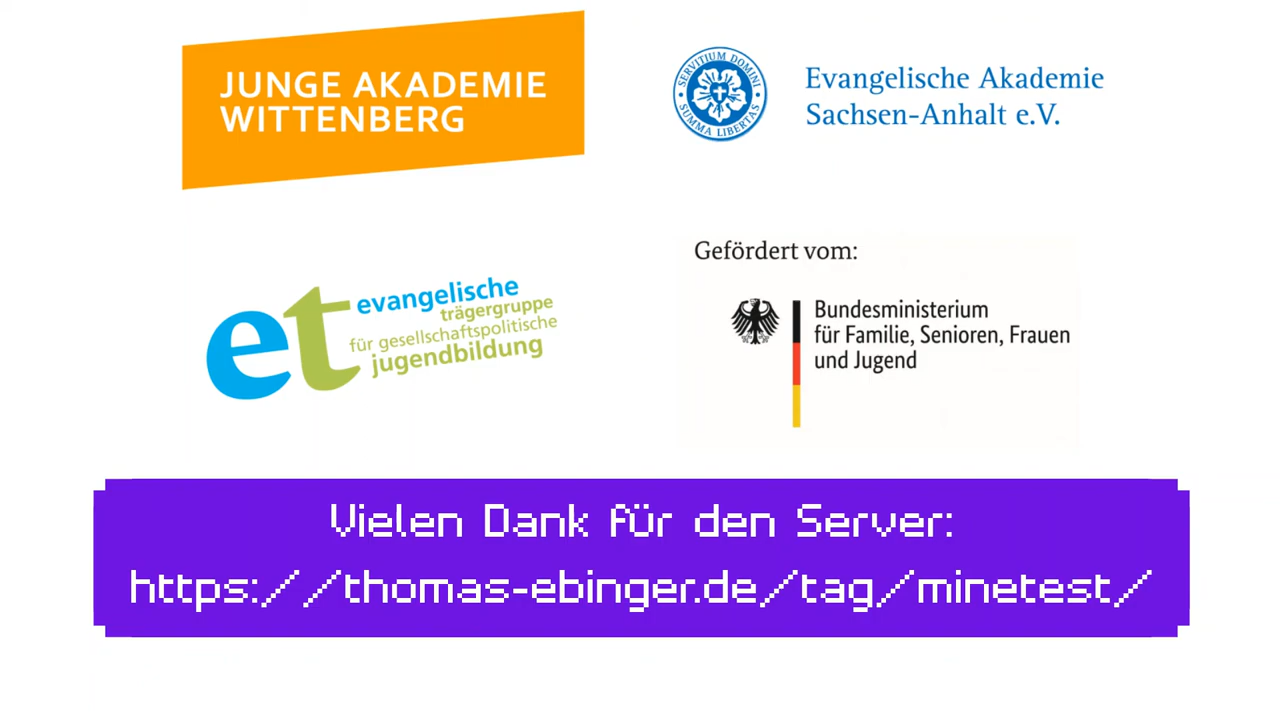 JUNGE AKADEMIE
WITTENBERG
SERVITIUM DOMINI
SUMMA LIBERTAS
Evangelische Akademie
Sachsen-Anhalt e.V.
et
evangelische
trägergruppe
für gesellschaftspolitische
jugendbildung
Gefördert vom:
Bundesministerium
für Familie, Senioren, Frauen
und Jugend
Vielen Dank für den Server:
https://thomas-ebinger.de/tag/minetest/